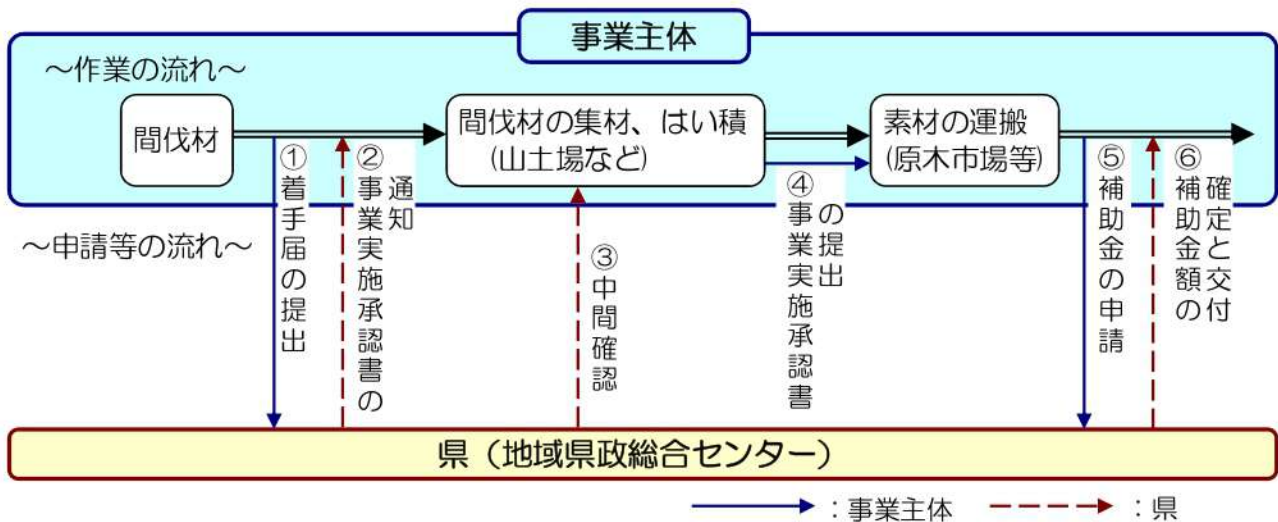 事業主体
～作業の流れ～
間伐材
間伐材の集材、はい積
(山土場など)
素材の運搬
(原木市場等)
①着手届の提出
②事業実施承認書の
通知
③中間確認
④事業実施承認書
の提出
⑤補助金の申請
⑥補助金額の
確定と交付
～申請等の流れ～
県（地域県政総合センター）
：事業主体
：県